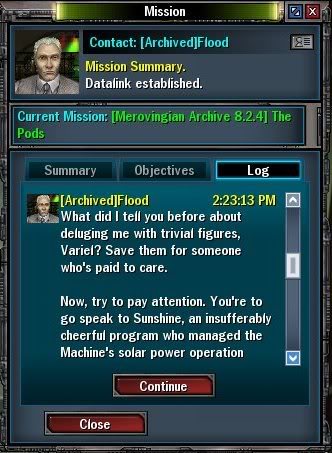 Mission
Contact: [Archived]Flood
Mission Summary.
Datalink established.
Current Mission: [Merovingian Archive 8.2.4] The
Pods
Summary
Objectives
Log
[Archived]Flood 2:23:13 PM
What did I tell you before about
deluging me with trivial figures,
Variel? Save them for someone
who's paid to care.
Now, try to pay attention. You're to
go speak to Sunshine, an insufferably
cheerful program who managed the
Machine's solar power operation
Continue
Close